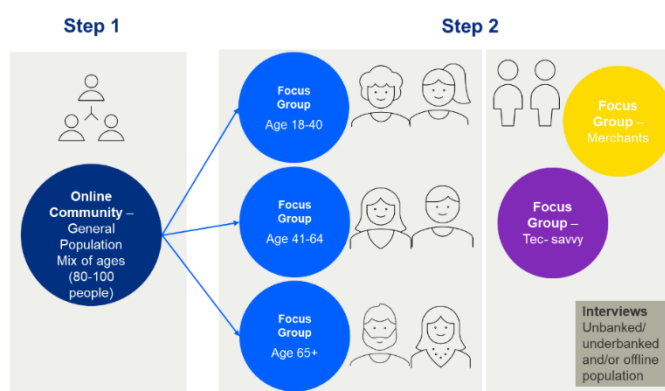 Step 1
Step 2
Online
Community –
General
Population
Mix of ages
(80-100
people)
Focus
Group
Age 18-40
Focus
Group
Age 41-64
Focus
Group
Age 65+
Focus
Group –
Merchants
Focus
Group –
Tec- savvy
Interviews
Unbanked/
underbanked
and/or offline
population